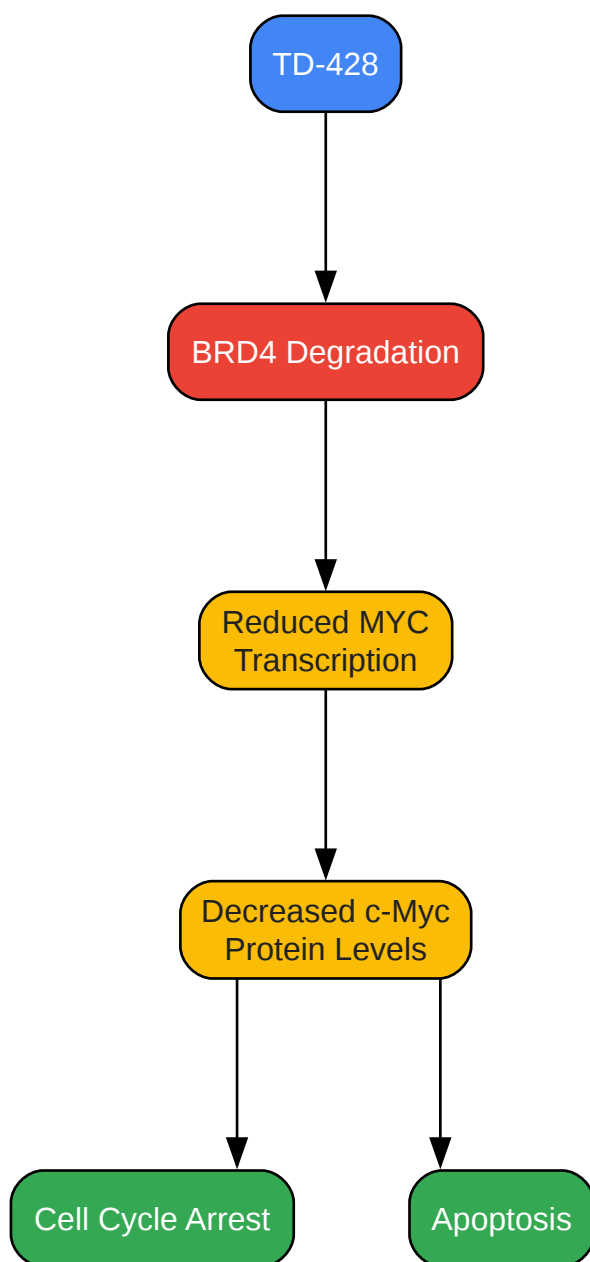 TD-428
BRD4 Degradation
Reduced MYC
Transcription
Decreased c-Myc
Protein Levels
Cell Cycle Arrest
Apoptosis